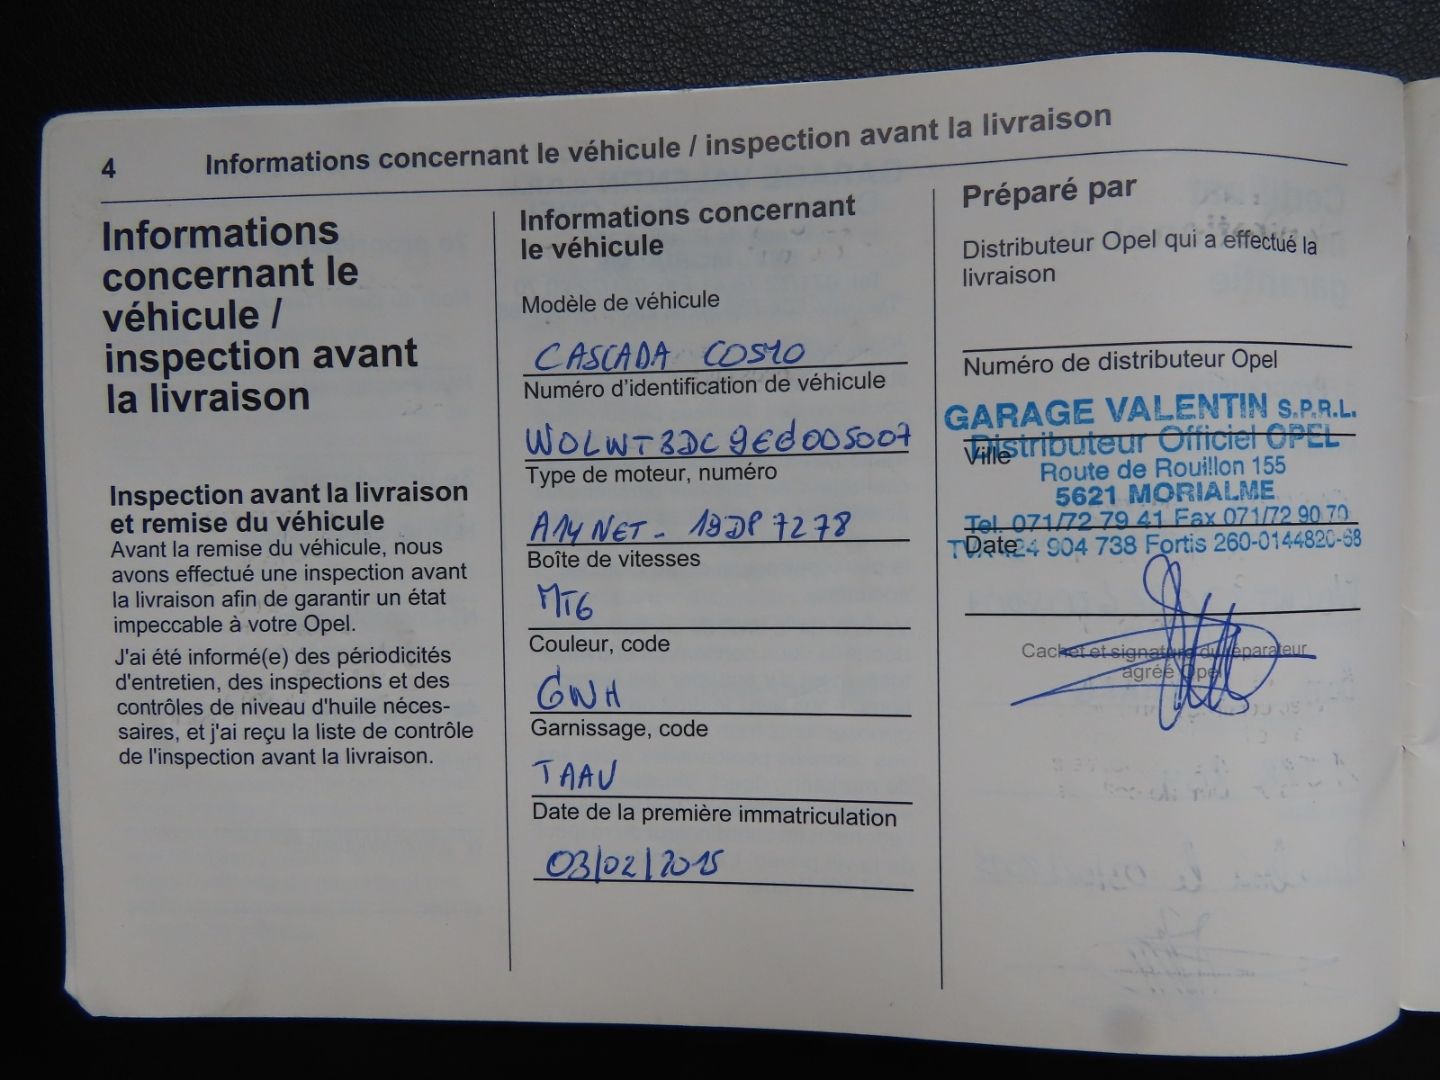 4
Informations concernant le véhicule / inspection avant la livraison
Informations
concernant le
véhicule /
inspection avant
la livraison
Inspection avant la livraison
et remise du véhicule
Avant la remise du véhicule, nous
avons effectué une inspection avant
la livraison afin de garantir un état
impeccable à votre Opel.
J'ai été informé(e) des périodicités
d'entretien, des inspections et des
contrôles de niveau d'huile néces-
saires, et j'ai reçu la liste de contrôle
de l'inspection avant la livraison.
Informations concernant
le véhicule
Modèle de véhicule
CASCADA COSMO
Numéro d'identification de véhicule
WOLWT3DC9Ed005007
Type de moteur, numéro
A14NET - 19DP7278
Boîte de vitesses
MT6
Couleur, code
GWH
Garnissage, code
TAAU
Date de la première immatriculation
03/02/2015
Préparé par
Distributeur Opel qui a effectué la
livraison
Numéro de distributeur Opel
GARAGE VALENTIN S.P.R.L.
Distributeur Officiel OPEL
Ville
Route de Rouillon 155
5621 MORIALME
Tel. 071/72 79 41 Fax 071/72 90 70
Date
424 904 738 Fortis 260-0144820-68
Cachet et signature du réparateur
agréé Opel